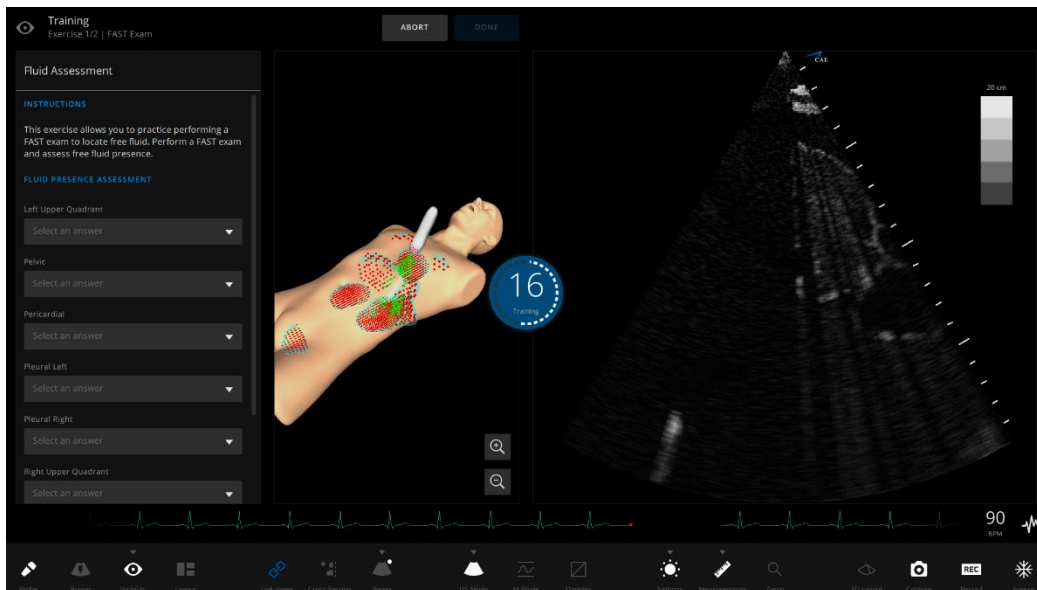 Training
Exercise 1/2 | FAST Exam
ABORT
DONE
Fluid Assessment
INSTRUCTIONS
This exercise allows you to practice performing a
FAST exam to locate free fluid. Perform a FAST exam
and assess free fluid presence.
FLUID PRESENCE ASSESSMENT
Left Upper Quadrant
Select an answer
Pelvic
Select an answer
Pericardial
Select an answer
Pleural Left
Select an answer
Pleural Right
Select an answer
Right Upper Quadrant
Select an answer
16
Training
CAE
20 cm
90
BPM
REC